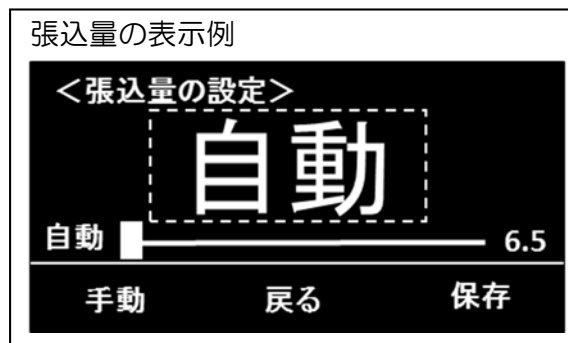 張込量の表示例
＜張込量の設定＞
自動
自動 6.5
手動 戻る 保存